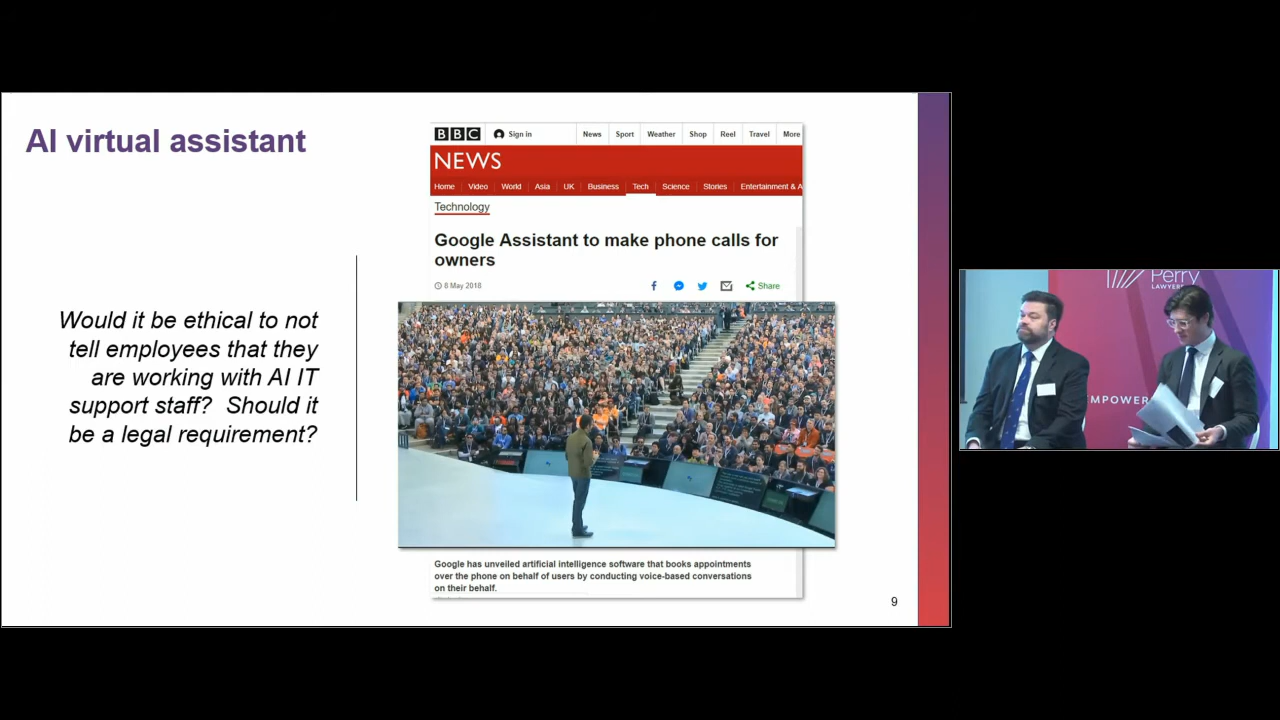 AI virtual assistant
Would it be ethical to not
tell employees that they
are working with AI IT
support staff? Should it
be a legal requirement?
BBC Sign in News Sport Weather Shop Reel Travel More
NEWS
Home Video World Asia UK Business Tech Science Stories Entertainment & A
Technology
Google Assistant to make phone calls for
owners
8 May 2018 Share
Google has unveiled artificial intelligence software that books appointments
over the phone on behalf of users by conducting voice-based conversations
on their behalf.
9
Perry
LAWYERS
MPOWER